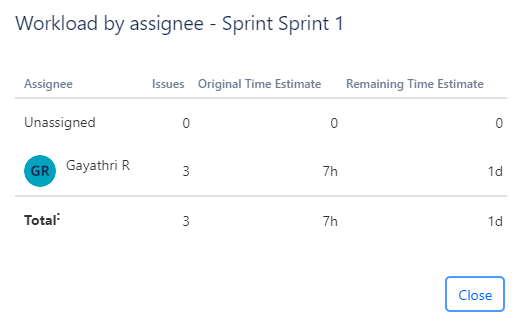 Workload by assignee - Sprint Sprint 1
Assignee Issues Original Time Estimate Remaining Time Estimate
Unassigned 0 0 0
GR Gayathri R 3 7h 1d
Total: 3 7h 1d
Close